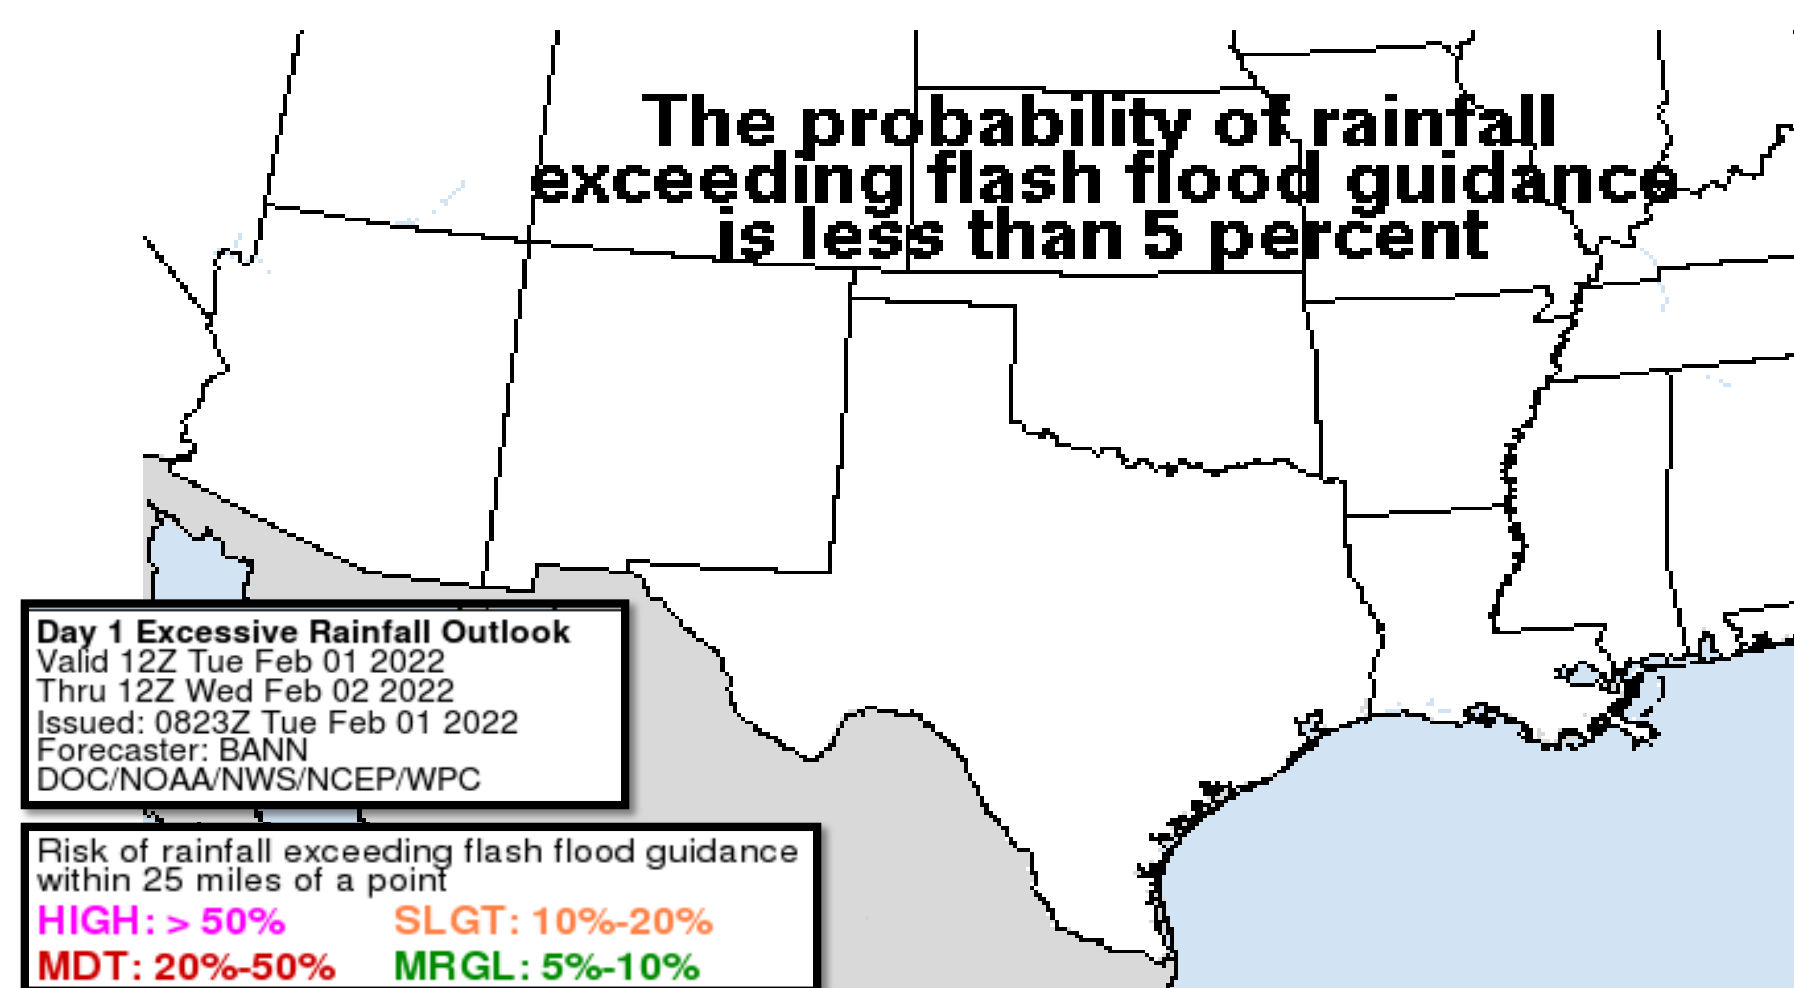 The probability of rainfall
exceeding flash flood guidance
is less than 5 percent
Day 1 Excessive Rainfall Outlook
Valid 12Z Tue Feb 01 2022
Thru 12Z Wed Feb 02 2022
Issued: 0823Z Tue Feb 01 2022
Forecaster: BANN
DOC/NOAA/NWS/NCEP/WPC
Risk of rainfall exceeding flash flood guidance
within 25 miles of a point
HIGH: > 50% SLGT: 10%-20%
MDT: 20%-50% MRGL: 5%-10%